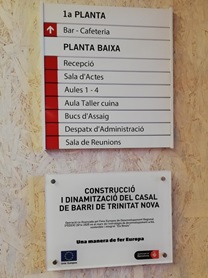 1a PLANTA
Bar - Cafeteria
PLANTA BAIXA
Recepció
Sala d'Actes
Aules 1 - 4
Aula Taller cuina
Bucs d'Assaig
Despatx d'Administració
Sala de Reunions
CONSTRUCCIÓ
I DINAMITZACIÓ DEL CASAL
DE BARRI DE TRINITAT NOVA
Una manera de fer Europa